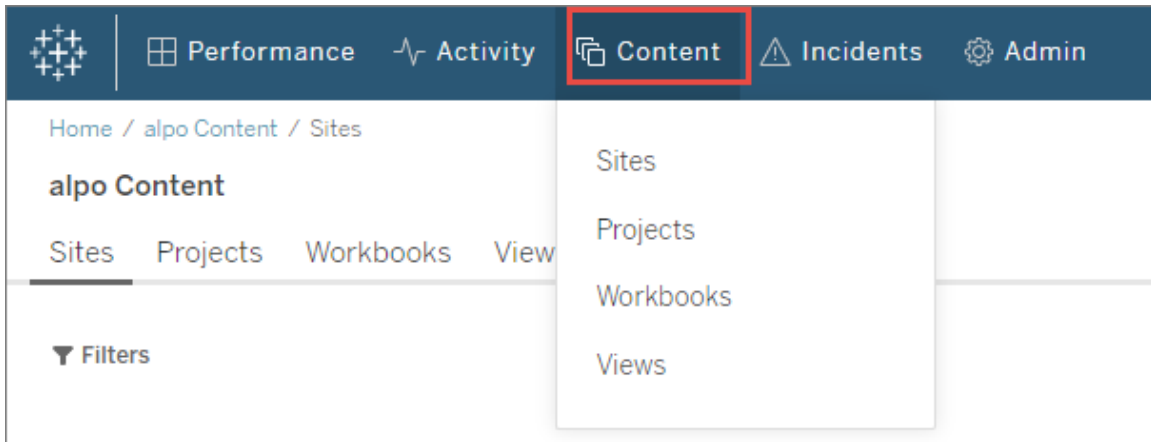 Performance Activity Content Incidents Admin
Home / alpo Content / Sites
alpo Content
Sites Projects Workbooks View
Filters
Sites
Projects
Workbooks
Views